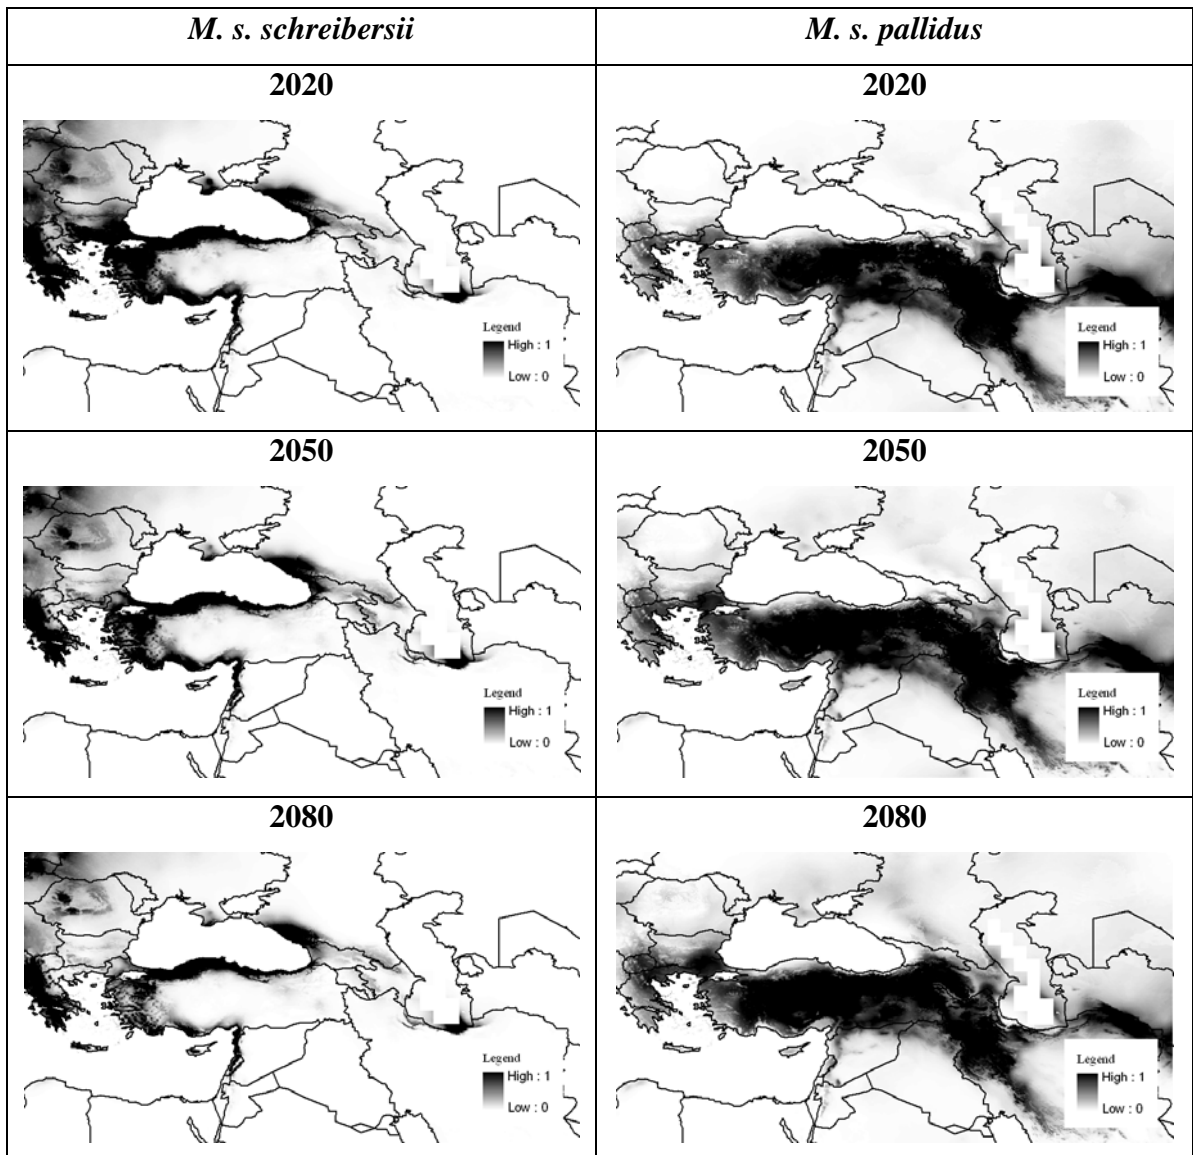 M. s. schreibersii
M. s. pallidus
2020
2020
Legend
High : 1
Low : 0
Legend
High : 1
Low : 0
2050
2050
Legend
High : 1
Low : 0
Legend
High : 1
Low : 0
2080
2080
Legend
High : 1
Low : 0
Legend
High : 1
Low : 0